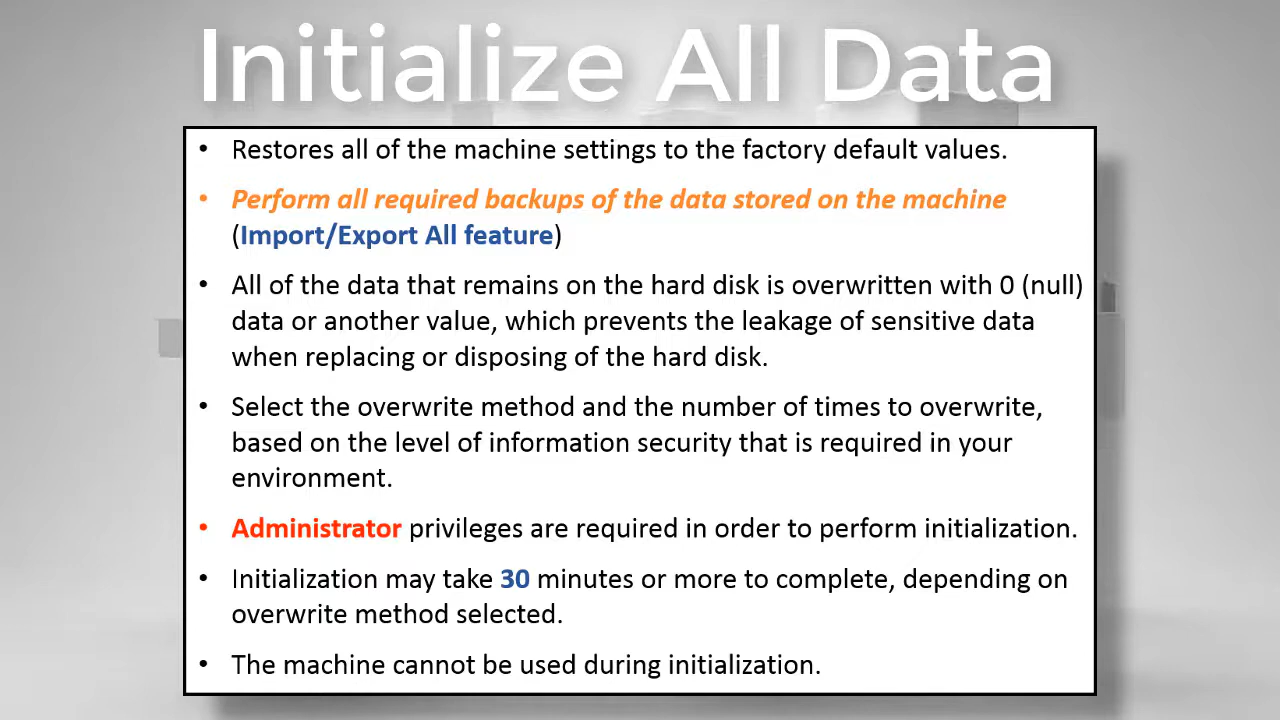 Initialize All Data
• Restores all of the machine settings to the factory default values.
• Perform all required backups of the data stored on the machine
(Import/Export All feature)
• All of the data that remains on the hard disk is overwritten with 0 (null)
data or another value, which prevents the leakage of sensitive data
when replacing or disposing of the hard disk.
• Select the overwrite method and the number of times to overwrite,
based on the level of information security that is required in your
environment.
• Administrator privileges are required in order to perform initialization.
• Initialization may take 30 minutes or more to complete, depending on
overwrite method selected.
• The machine cannot be used during initialization.